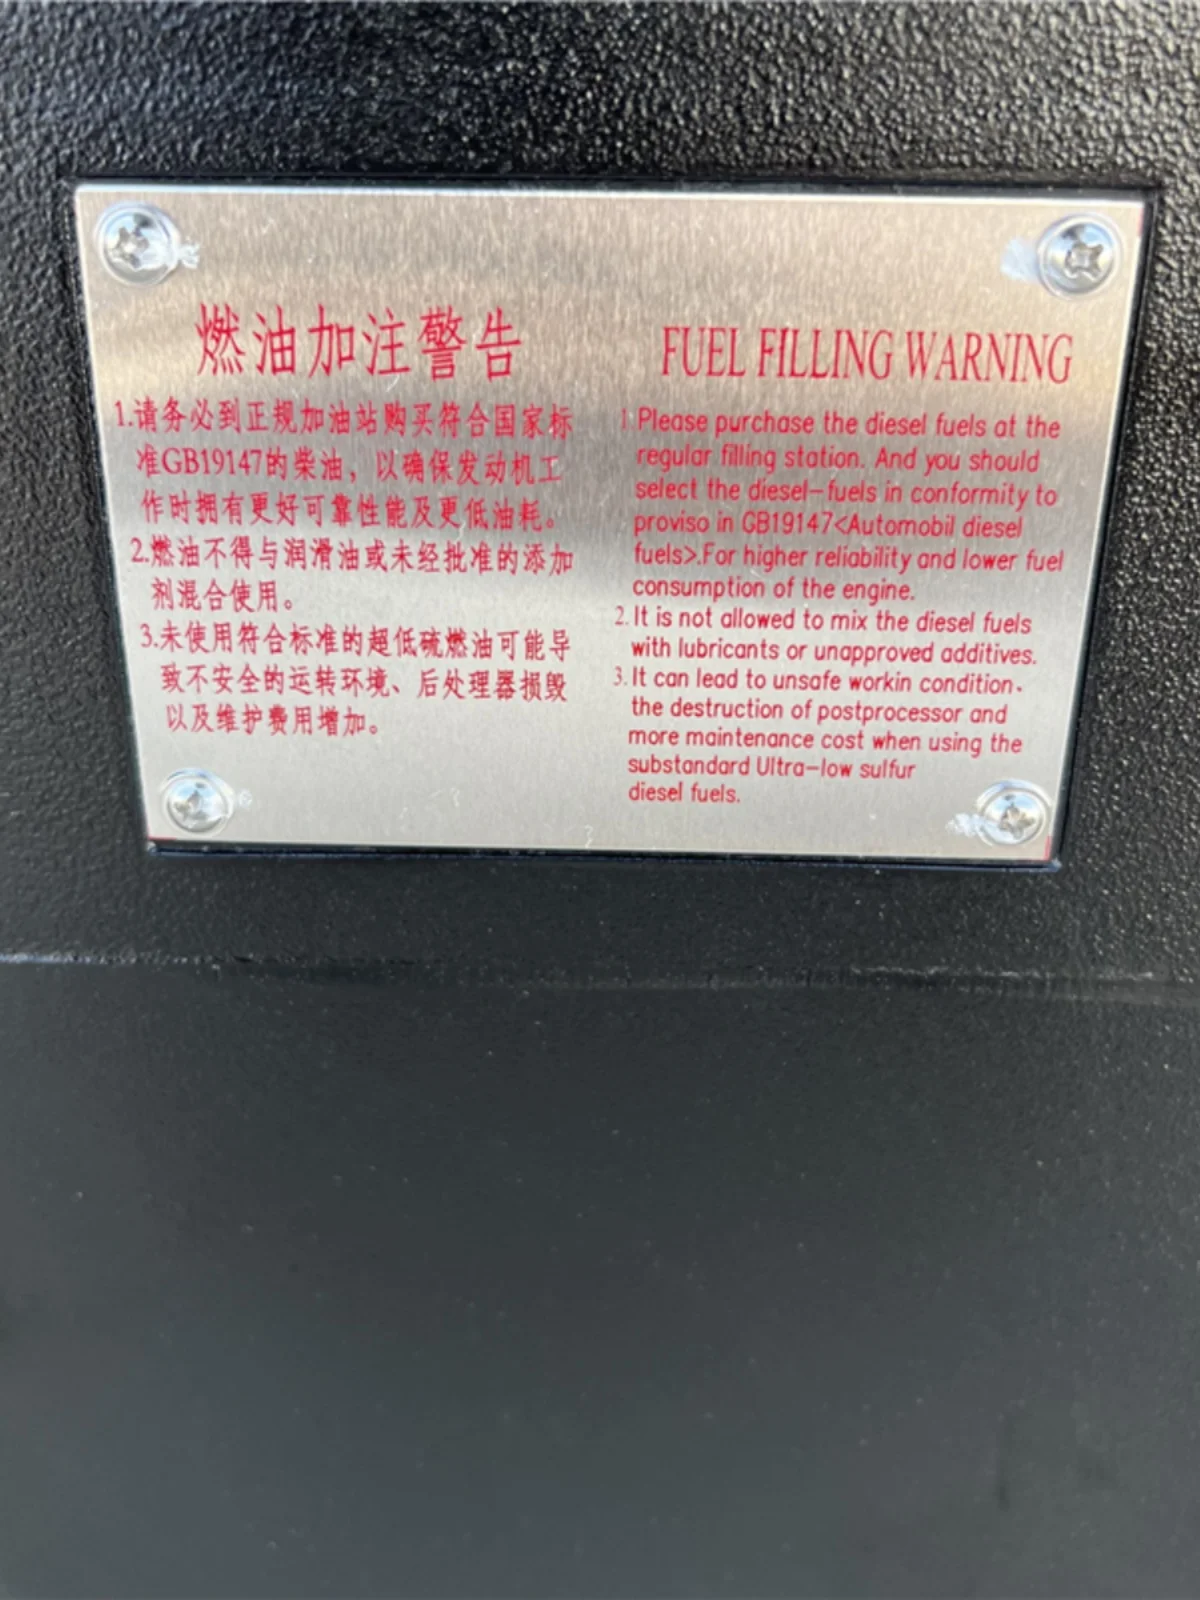 燃油加注警告
1.请务必到正规加油站购买符合国家标
准GB19147的柴油，以确保发动机工
作时拥有更好可靠性能及更低油耗。
2.燃油不得与润滑油或未经批准的添加
剂混合使用。
3.未使用符合标准的超低硫燃油可能导
致不安全的运转环境、后处理器损毁
以及维护费用增加。
FUEL FILLING WARNING
1 Please purchase the diesel fuels at the
regular filling station. And you should
select the diesel-fuels in conformity to
proviso in GB19147<Automobil diesel
fuels>.For higher reliability and lower fuel
consumption of the engine.
2. It is not allowed to mix the diesel fuels
with lubricants or unapproved additives.
3. It can lead to unsafe workin condition、
the destruction of postprocessor and
more maintenance cost when using the
substandard Ultra-low sulfur
diesel fuels.